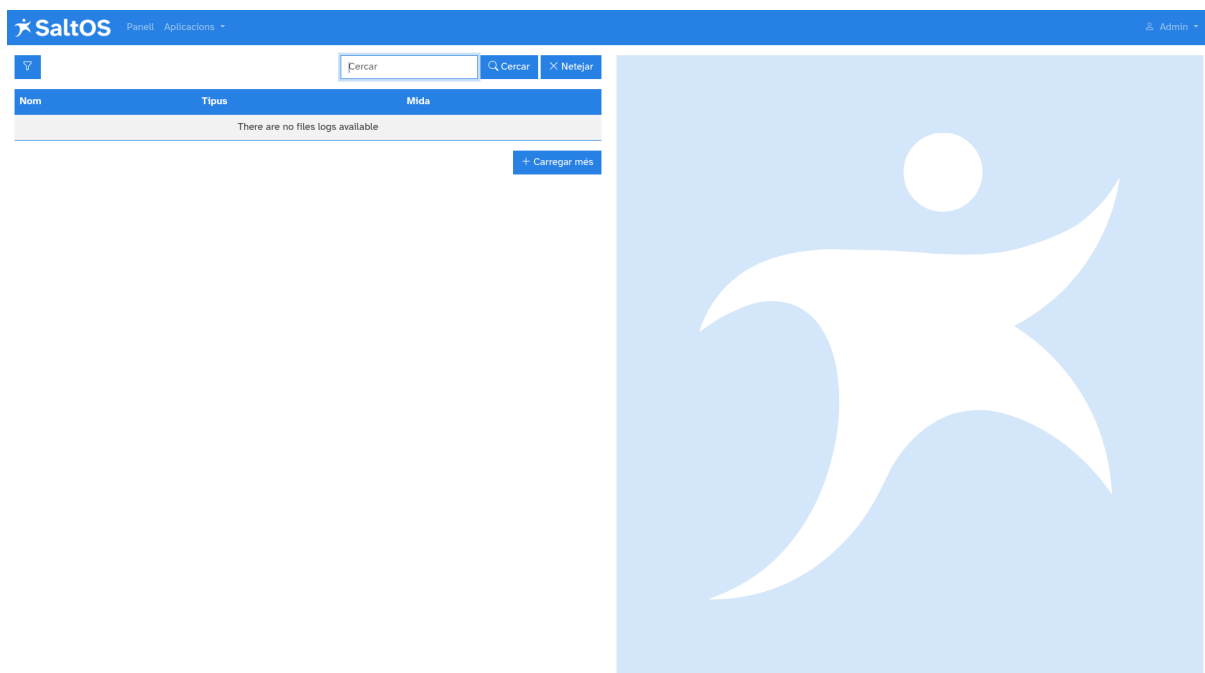 SaltOS Panell Aplicacions Admin
Cercar Cercar Netejar
Nom Tipus Mida
There are no files logs available
Carregar més